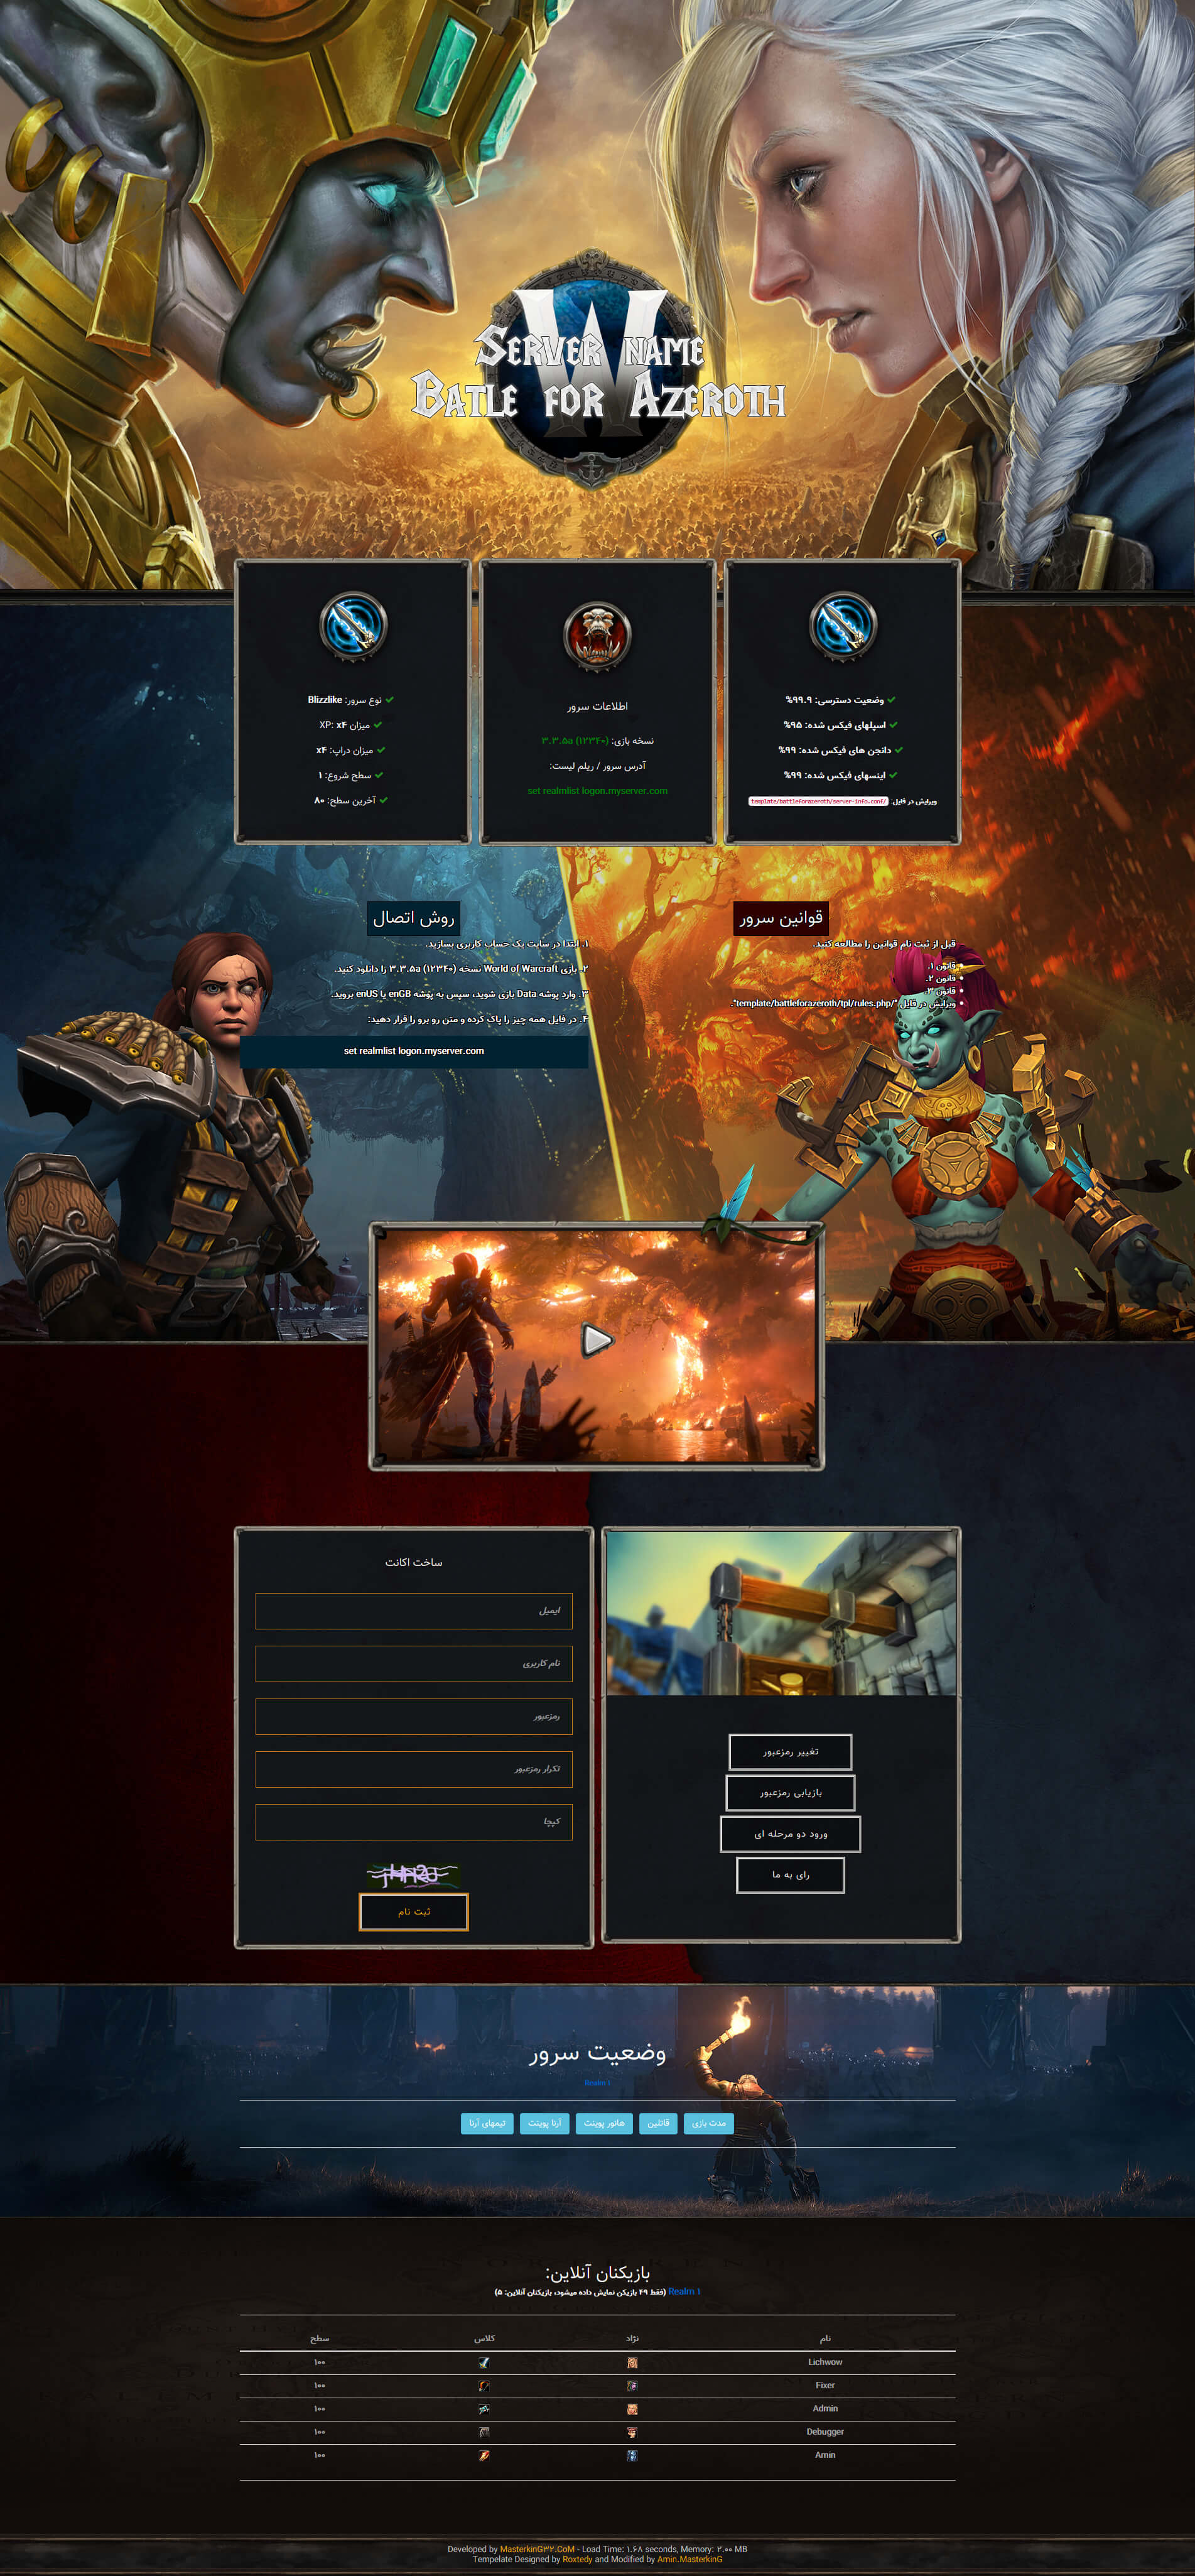 SERVER NAME
BATLE FOR AZEROTH
وضعیت دسترسی: ۹۹.۹%
اسپلهای فیکس شده: ۹۵%
دانجن های فیکس شده: ۹۹%
اینسهای فیکس شده: ۹۹%
ویرایش در فایل: template/battleforazeroth/server-info.conf/
اطلاعات سرور
نسخه بازی: ۳.۳.۵a (۱۲۳۴۰)
آدرس سرور / ریلم لیست:
set realmlist logon.myserver.com
نوع سرور: Blizzlike
میزان XP: x۴
میزان دراپ: x۴
سطح شروع: ۱
آخرین سطح: ۸۰
قوانین سرور
قبل از ثبت نام قوانین را مطالعه کنید.
قانون ۱.
قانون ۲.
قانون ۳.
ویرایش در فایل "/template/battleforazeroth/tpl/rules.php".
روش اتصال
۱. ابتدا در سایت یک حساب کاربری بسازید.
۲. بازی World of Warcraft نسخه ۳.۳.۵a (۱۲۳۴۰) را دانلود کنید.
۳. وارد پوشه Data بازی شوید، سپس به پوشه enGB یا enUS بروید.
۴. در فایل همه چیز را پاک کرده و متن رو برو را قرار دهید:
set realmlist logon.myserver.com
ساخت اکانت
ایمیل
نام کاربری
رمزعبور
تکرار رمزعبور
کپچا
ثبت نام
تغییر رمزعبور
بازیابی رمزعبور
ورود دو مرحله ای
رای به ما
وضعیت سرور
Realm ۱
مدت بازی
قاتلین
هانور پوینت
آرنا پوینت
تیمهای آرنا
بازیکنان آنلاین:
Realm ۱ (فقط ۴۹ بازیکن نمایش داده میشود، بازیکنان آنلاین: ۵)
نام نژاد کلاس سطح
Lichwow ۱۰۰
Fixer ۱۰۰
Admin ۱۰۰
Debugger ۱۰۰
Amin ۱۰۰
Developed by MasterkinG۳۲.CoM - Load Time: ۱.۶۸ seconds, Memory: ۲.۰۰ MB
Tempelate Designed by Roxtedy and Modified by Amin.MasterkinG